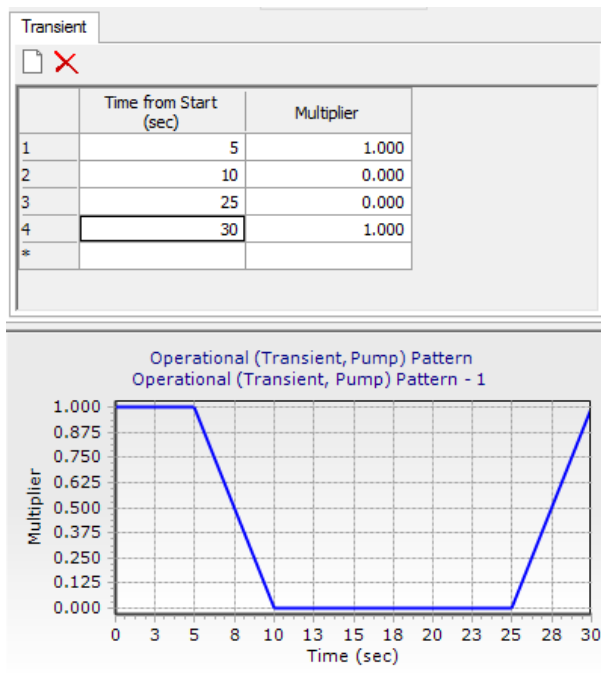 Transient
Time from Start (sec) Multiplier
1 5 1.000
2 10 0.000
3 25 0.000
4 30 1.000
*
Operational (Transient, Pump) Pattern
Operational (Transient, Pump) Pattern - 1
1.000
0.875
0.750
0.625
0.500
0.375
0.250
0.125
0.000
Multiplier
0 3 5 8 10 13 15 18 20 23 25 28 30
Time (sec)